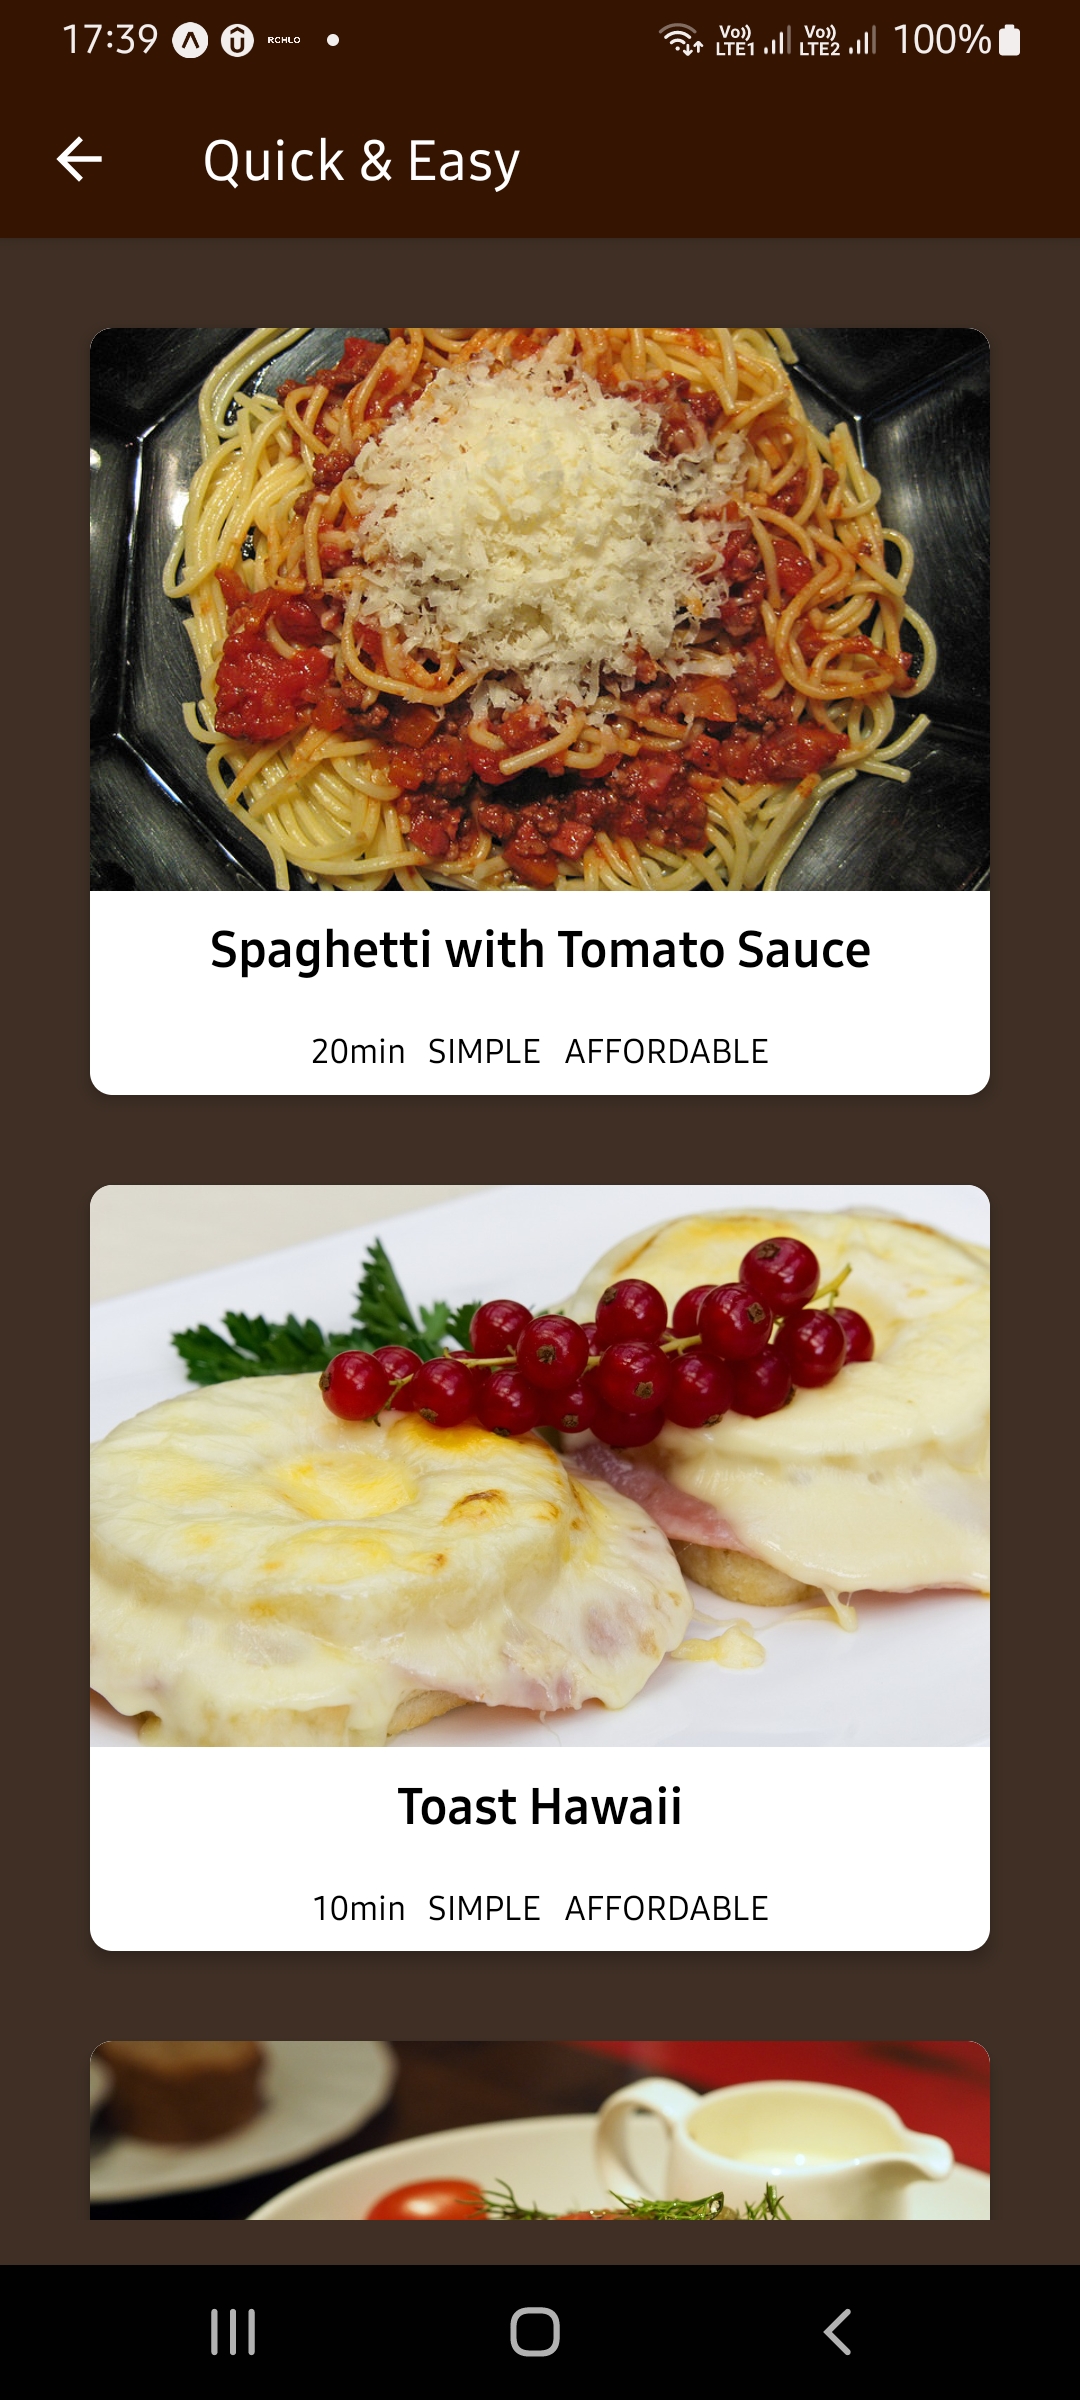 17:39 RCHLO Vo)) LTE1 Vo)) LTE2 100%
Quick & Easy
Spaghetti with Tomato Sauce
20min SIMPLE AFFORDABLE
Toast Hawaii
10min SIMPLE AFFORDABLE